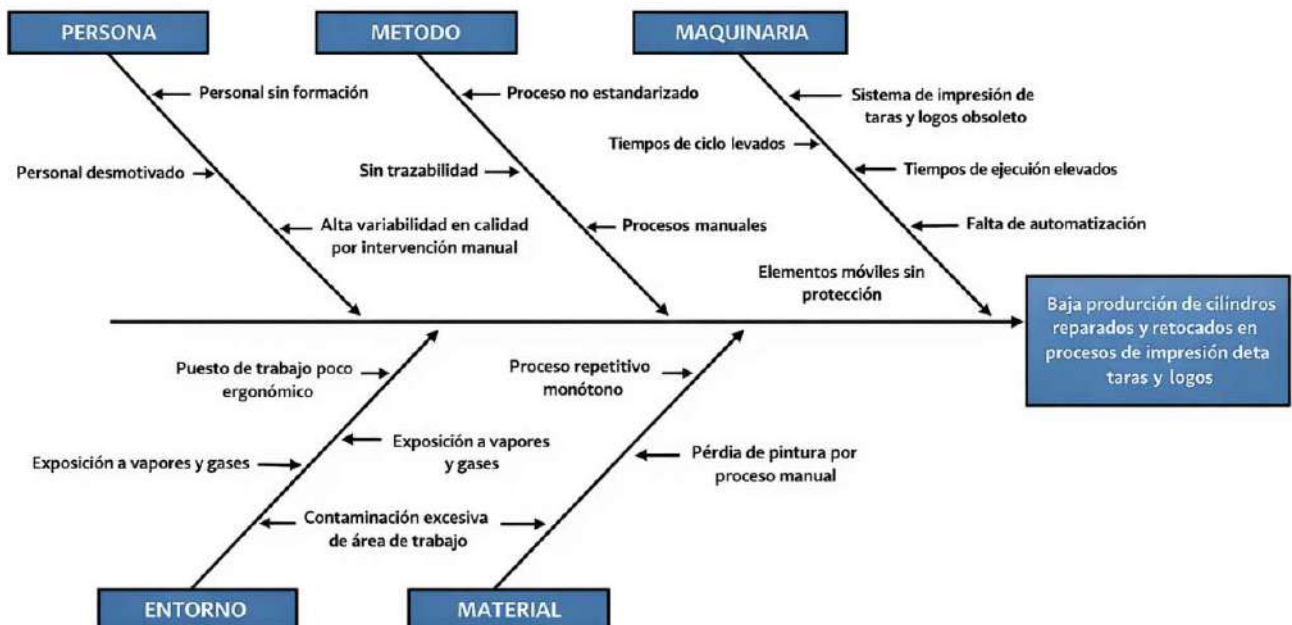 PERSONA
METODO
MAQUINARIA
Personal sin formación
Personal desmotivado
Alta variabilidad en calidad
por intervención manual
Proceso no estandarizado
Sin trazabilidad
Procesos manuales
Sistema de impresión de
taras y logos obsoleto
Tiempos de ciclo levados
Tiempos de ejecuión elevados
Falta de automatización
Elementos móviles sin
protección
Baja produrción de cilindros
reparados y retocados en
procesos de impresión deta
taras y logos
Puesto de trabajo poco
ergonómico
Exposición a vapores
y gases
Exposición a vapores y gases
Contaminación excesiva
de área de trabajo
Proceso repetitivo
monótono
Pérdia de pintura por
proceso manual
ENTORNO
MATERIAL